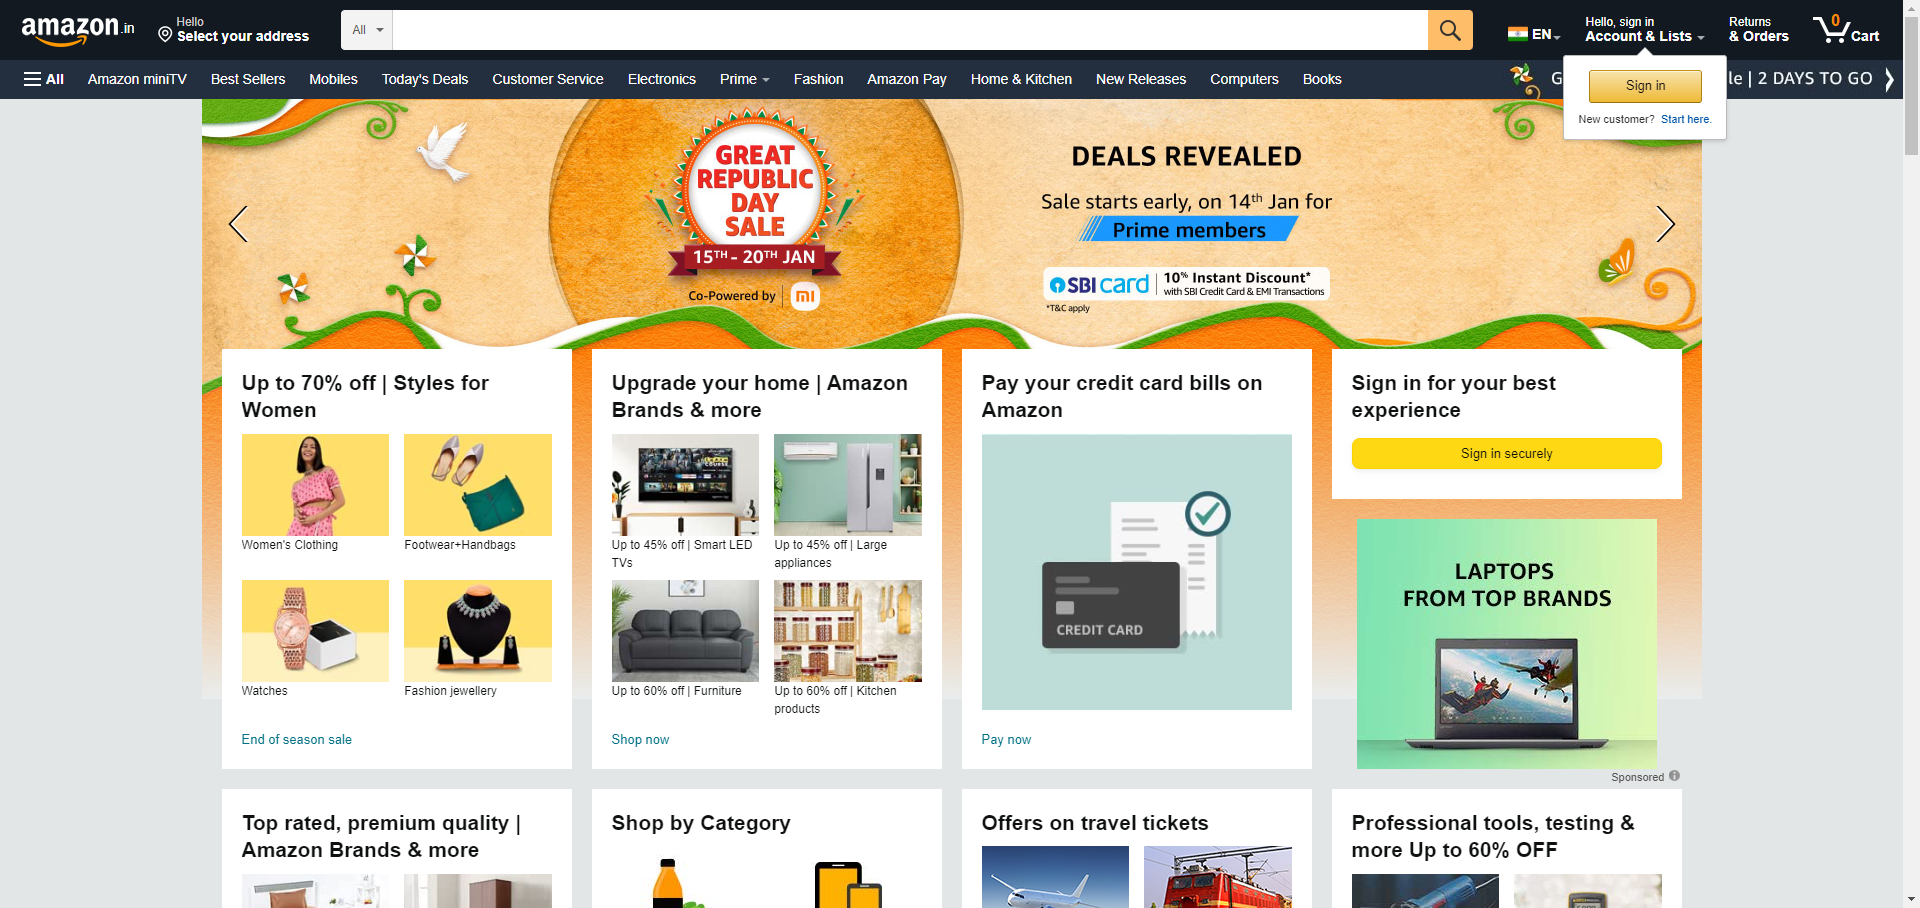 amazon.in
Hello
Select your address
All
EN
Hello, sign in
Account & Lists
Returns
& Orders
0
Cart
All
Amazon miniTV
Best Sellers
Mobiles
Today's Deals
Customer Service
Electronics
Prime
Fashion
Amazon Pay
Home & Kitchen
New Releases
Computers
Books
G
le | 2 DAYS TO GO
Sign in
New customer? Start here.
GREAT
REPUBLIC
DAY
SALE
15TH - 20TH JAN
Co-Powered by
mi
DEALS REVEALED
Sale starts early, on 14th Jan for
Prime members
SBI card
10% Instant Discount*
with SBI Credit Card & EMI Transactions
*T&C apply
Up to 70% off | Styles for
Women
Women's Clothing
Footwear+Handbags
Watches
Fashion jewellery
End of season sale
Upgrade your home | Amazon
Brands & more
Up to 45% off | Smart LED
TVs
Up to 45% off | Large
appliances
Up to 60% off | Furniture
Up to 60% off | Kitchen
products
Shop now
Pay your credit card bills on
Amazon
CREDIT CARD
Pay now
Sign in for your best
experience
Sign in securely
LAPTOPS
FROM TOP BRANDS
Sponsored
Top rated, premium quality |
Amazon Brands & more
Shop by Category
Offers on travel tickets
Professional tools, testing &
more Up to 60% OFF